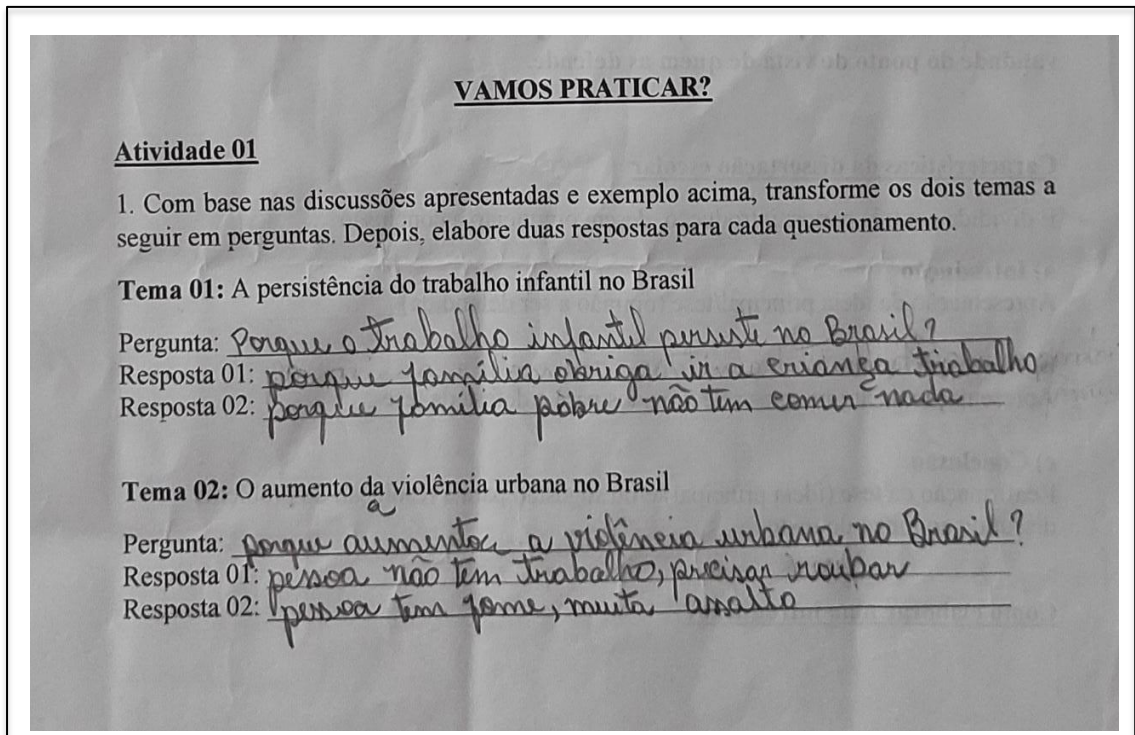 VAMOS PRATICAR?
Atividade 01
1. Com base nas discussões apresentadas e exemplo acima, transforme os dois temas a
seguir em perguntas. Depois, elabore duas respostas para cada questionamento.
Tema 01: A persistência do trabalho infantil no Brasil
Pergunta: Porque o trabalho infantil persiste no Brasil?
Resposta 01: porque família obriga ir a criança trabalho
Resposta 02: porque fomília pobre não tem comer nada
Tema 02: O aumento da violência urbana no Brasil
a
Pergunta: porque aumentou a violência urbana no Brasil?
Resposta 01: pessoa não tem trabalho, precisar roubar
Resposta 02: pessoa tem fome, muita assalto